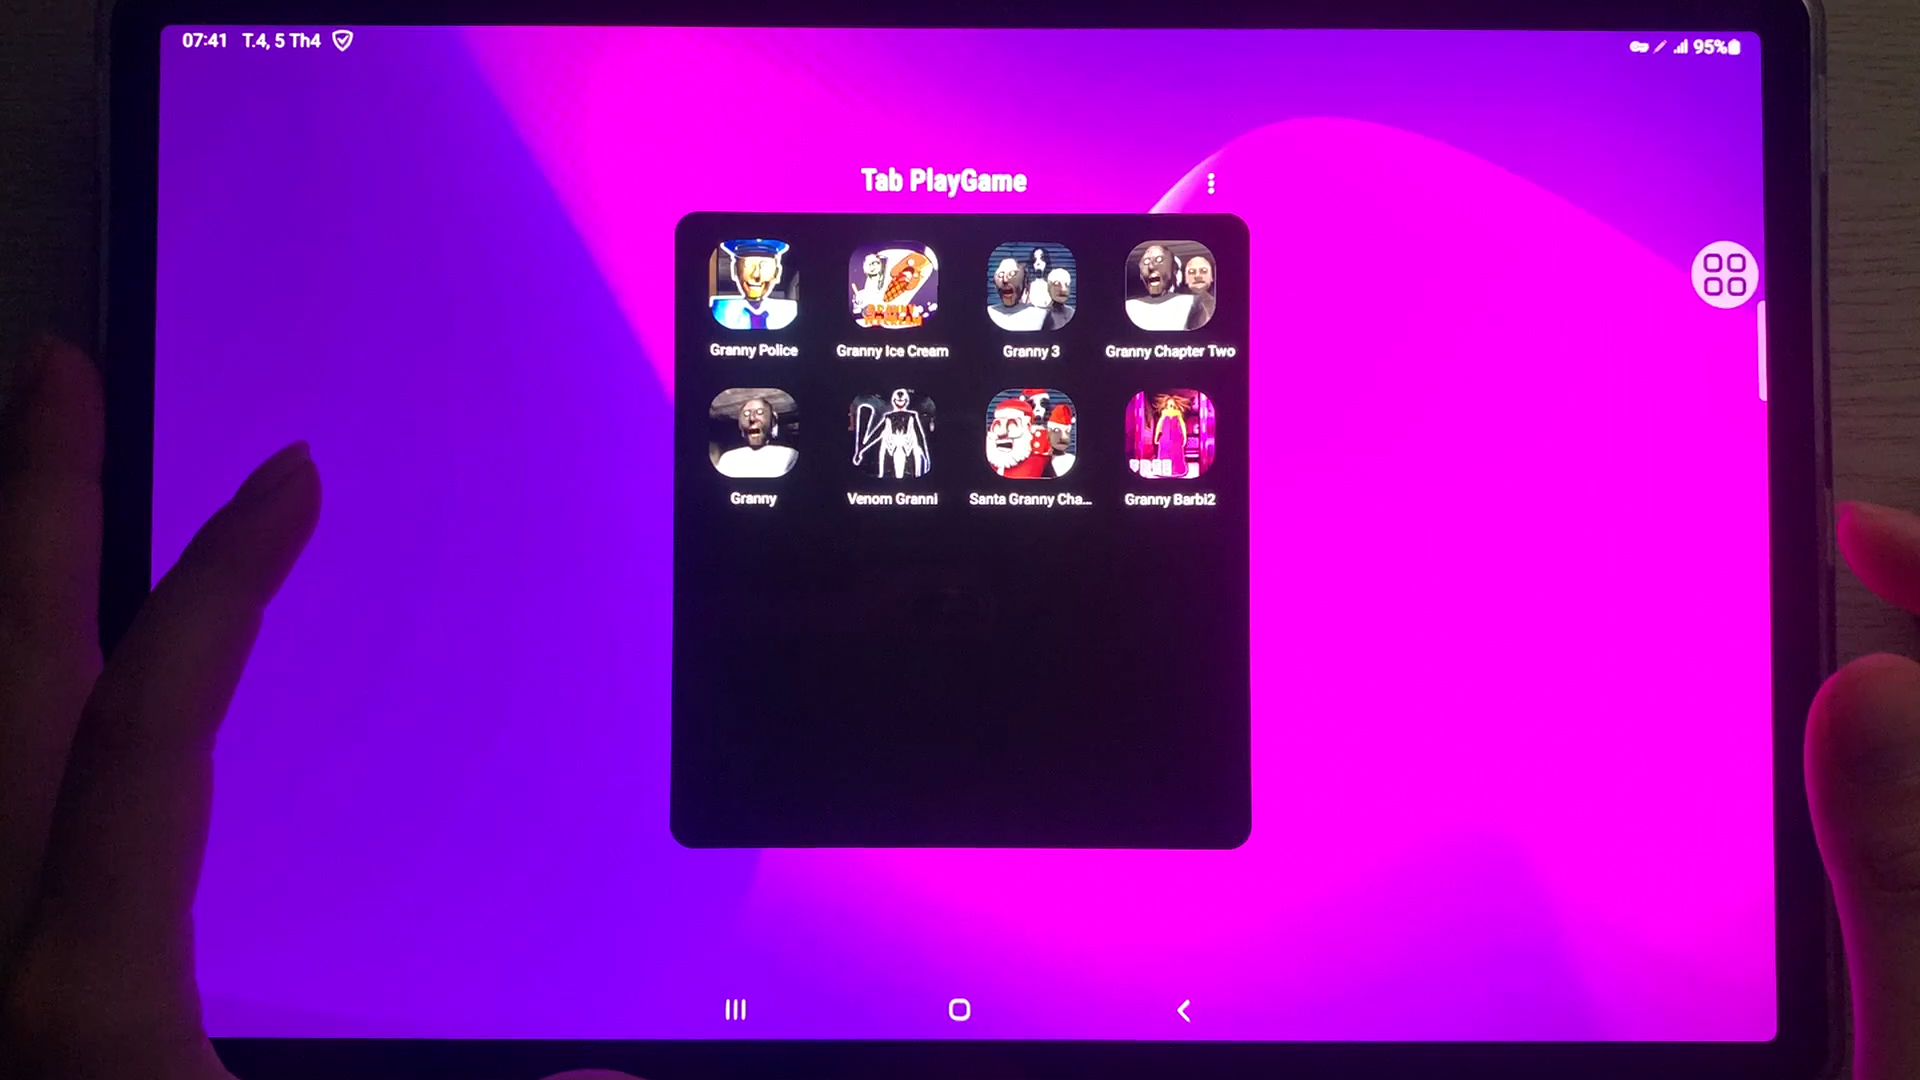 07:41 T.4, 5 Th4
95%
Tab PlayGame
Granny Police
Granny Ice Cream
Granny 3
Granny Chapter Two
Granny
Venom Granni
Santa Granny Cha...
Granny Barbi2